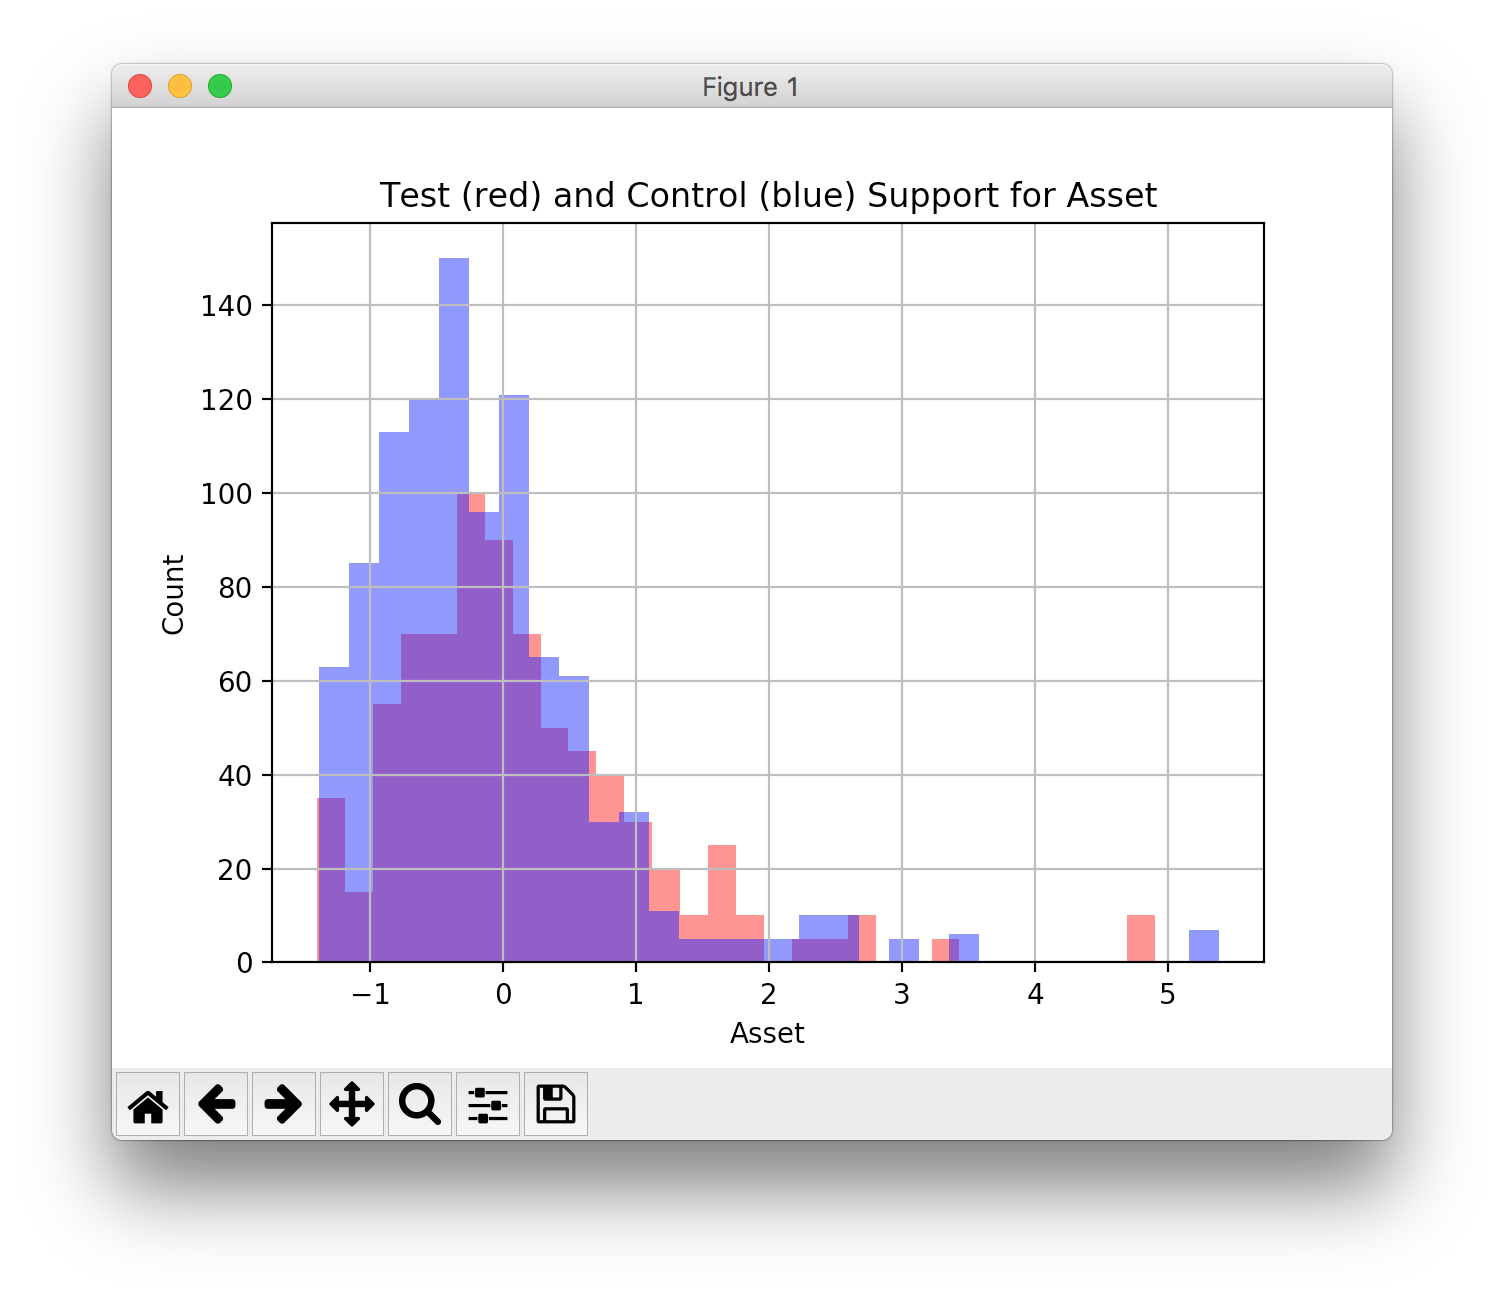 Figure 1
Test (red) and Control (blue) Support for Asset
140
120
100
80
60
40
20
0
Count
−1 0 1 2 3 4 5
Asset